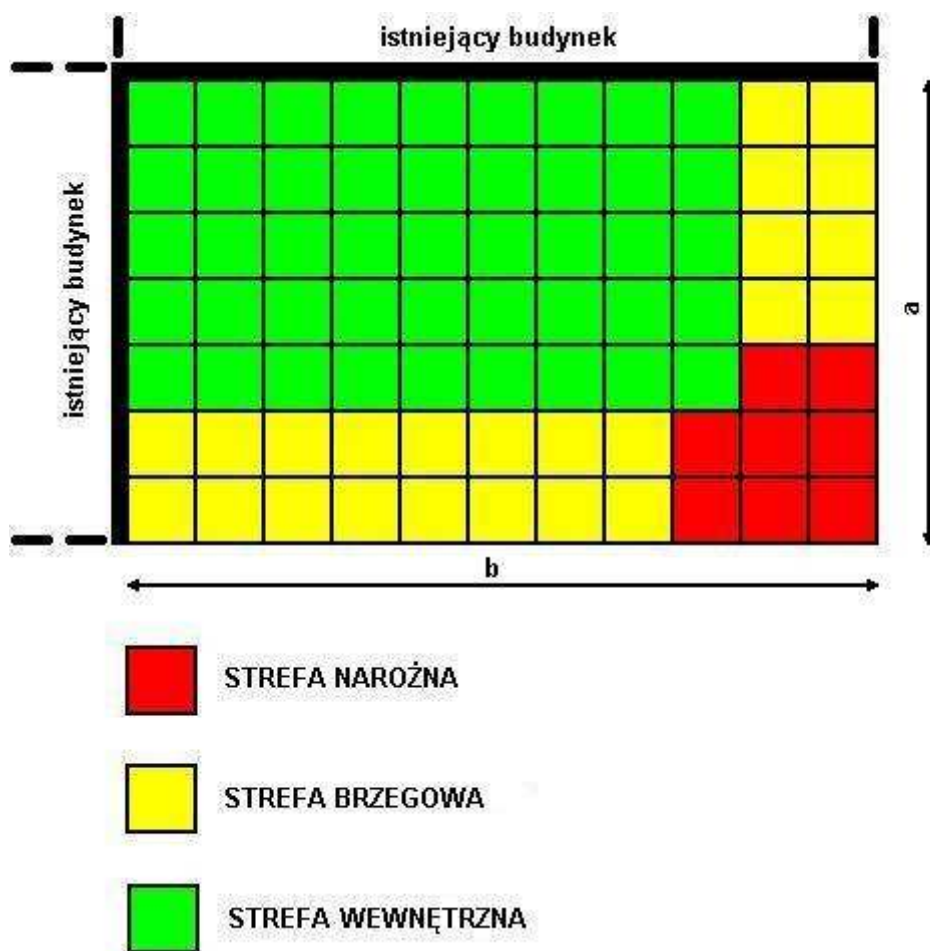 istniejący budynek
istniejący budynek
a
b
STREFA NAROŻNA
STREFA BRZEGOWA
STREFA WEWNĘTRZNA